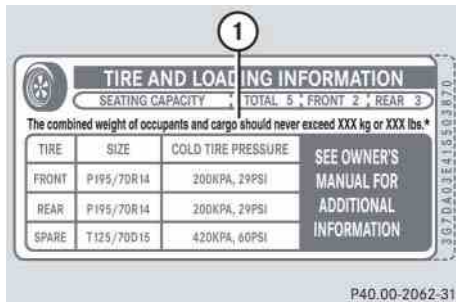 1
TIRE AND LOADING INFORMATION
SEATING CAPACITY TOTAL 5 FRONT 2 REAR 3
The combined weight of occupants and cargo should never exceed XXX kg or XXX lbs.*
TIRE SIZE COLD TIRE PRESSURE
FRONT P195/70R14 200KPA, 29PSI
REAR P195/70R14 200KPA, 29PSI
SPARE T125/70D15 420KPA, 60PSI
SEE OWNER'S
MANUAL FOR
ADDITIONAL
INFORMATION
P40.00-2062-31